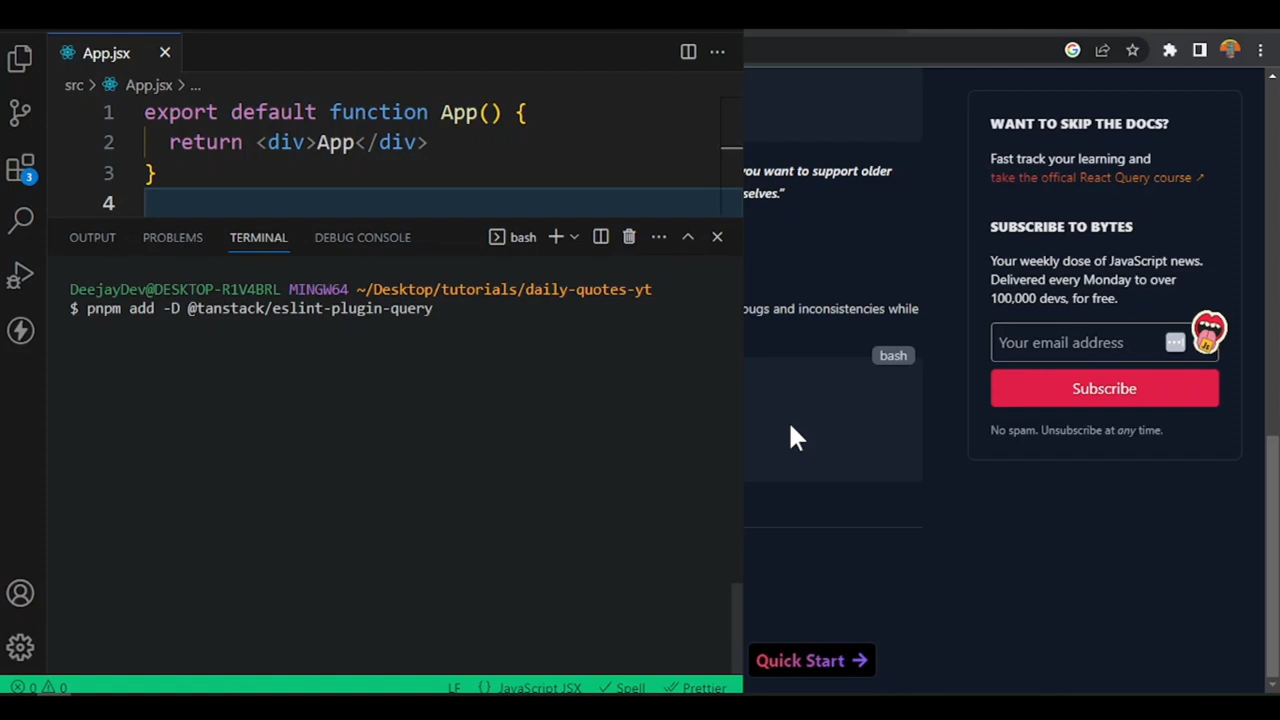 App.jsx
src > App.jsx > ...
1 export default function App() {
2 return <div>App</div>
3 }
4
3
OUTPUT PROBLEMS TERMINAL DEBUG CONSOLE bash
DeejayDev@DESKTOP-R1V4BRL MINGW64 ~/Desktop/tutorials/daily-quotes-yt
$ pnpm add -D @tanstack/eslint-plugin-query
0 0 LF {} JavaScript JSX Spell Prettier
you want to support older
selves.”
ougs and inconsistencies while
bash
Quick Start →
WANT TO SKIP THE DOCS?
Fast track your learning and
take the offical React Query course ↗
SUBSCRIBE TO BYTES
Your weekly dose of JavaScript news.
Delivered every Monday to over
100,000 devs, for free.
Your email address
Subscribe
No spam. Unsubscribe at any time.